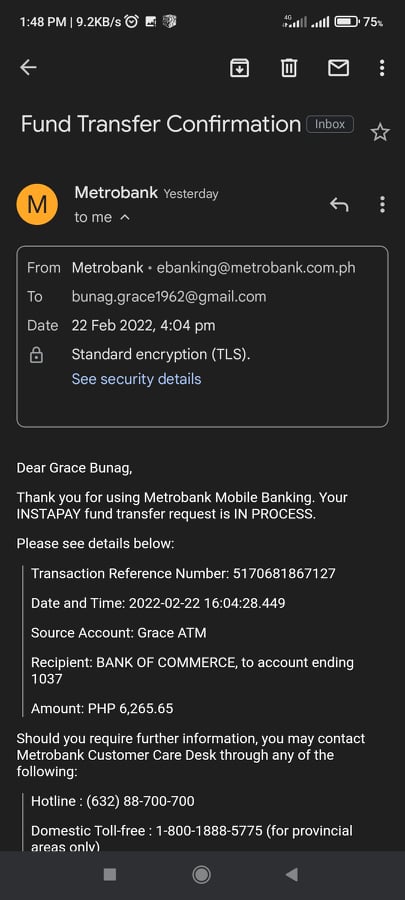 1:48 PM | 9.2KB/s
4G
75%
Fund Transfer Confirmation Inbox
M
Metrobank Yesterday
to me
From Metrobank • ebanking@metrobank.com.ph
To bunag.grace1962@gmail.com
Date 22 Feb 2022, 4:04 pm
Standard encryption (TLS).
See security details
Dear Grace Bunag,
Thank you for using Metrobank Mobile Banking. Your
INSTAPAY fund transfer request is IN PROCESS.
Please see details below:
Transaction Reference Number: 5170681867127
Date and Time: 2022-02-22 16:04:28.449
Source Account: Grace ATM
Recipient: BANK OF COMMERCE, to account ending
1037
Amount: PHP 6,265.65
Should you require further information, you may contact
Metrobank Customer Care Desk through any of the
following:
Hotline : (632) 88-700-700
Domestic Toll-free : 1-800-1888-5775 (for provincial
areas only)